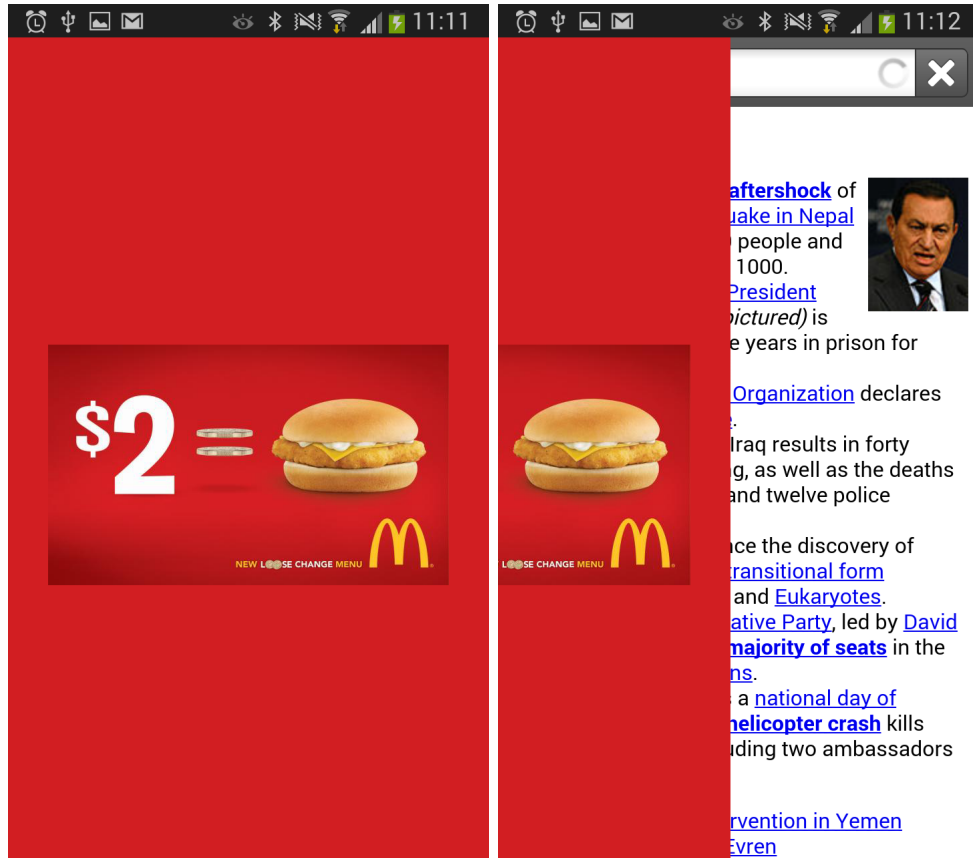 11:11
$2 =
NEW LOOSE CHANGE MENU
11:12
LOOSE CHANGE MENU
aftershock of
uake in Nepal
people and
1000.
President
pictured) is
e years in prison for
Organization declares
Iraq results in forty
g, as well as the deaths
and twelve police
nce the discovery of
transitional form
and Eukaryotes.
ative Party, led by David
majority of seats in the
ns.
a national day of
helicopter crash kills
uding two ambassadors
rvention in Yemen
Evren